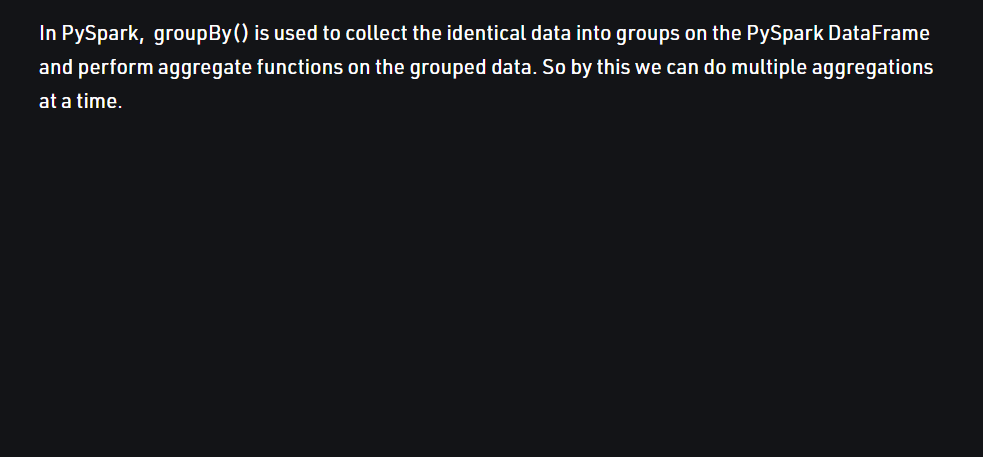 In PySpark,  groupBy() is used to collect the identical data into groups on the PySpark DataFrame
and perform aggregate functions on the grouped data. So by this we can do multiple aggregations
at a time.